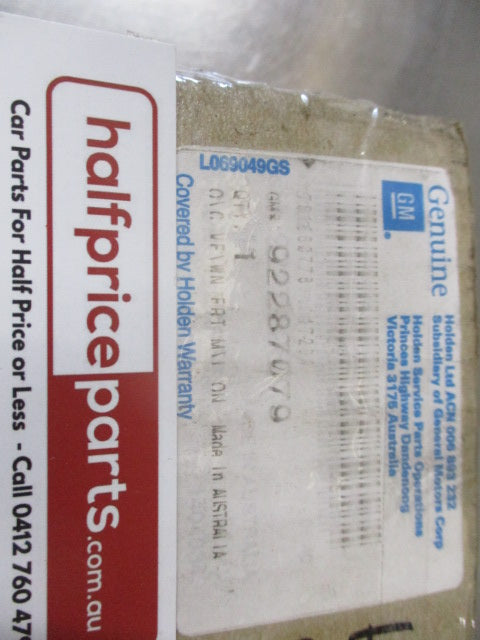 halfpriceparts.com.au
Car Parts For Half Price or Less - Call 0412 760
L069049GS
GM
Genuine
Holden Ltd ACN 006 893 232
Subsidiary of General Motors Corp
Holden Service Parts Operations
Princes Highway Dandenong
Victoria 3175 Australia
92287079
1
Made in AUSTRALIA
Covered by Holden Warranty